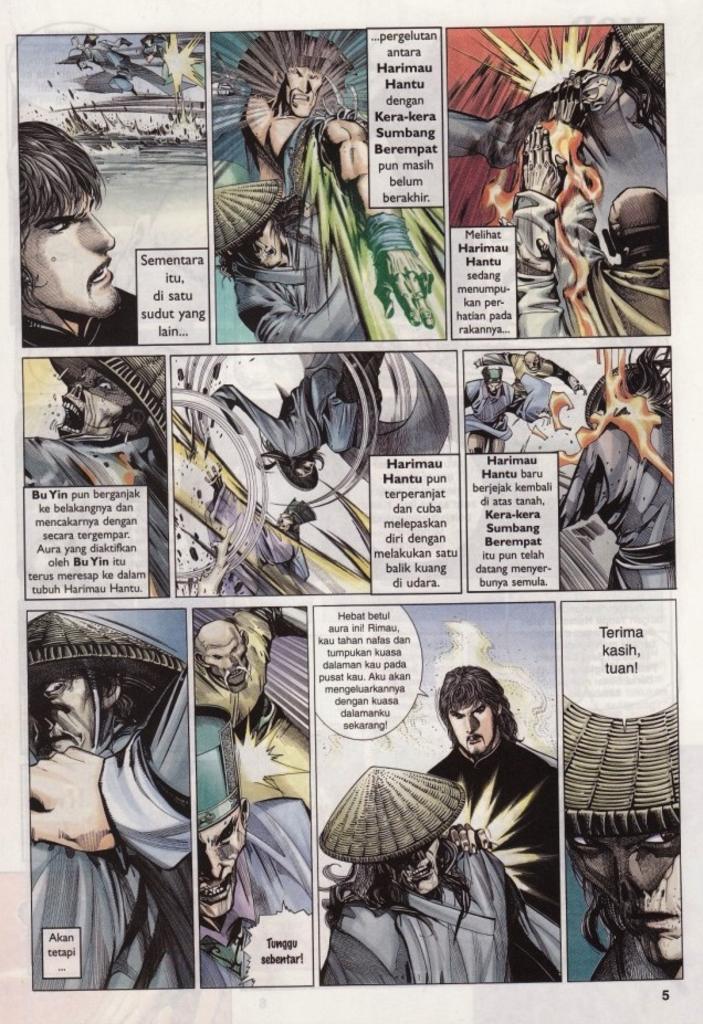 Sementara
itu,
di satu
sudut yang
lain...
...pergelutan
antara
Harimau
Hantu
dengan
Kera-kera
Sumbang
Berempat
pun masih
belum
berakhir.
Melihat
Harimau
Hantu
sedang
menumpu-
kan per-
hatian pada
rakannya...
Bu Yin pun berganjak
ke belakangnya dan
mencakarnya dengan
secara tergempar.
Aura yang diaktifkan
oleh Bu Yin itu
terus meresap ke dalam
tubuh Harimau Hantu.
Harimau
Hantu pun
terperanjat
dan cuba
melepaskan
diri dengan
melakukan satu
balik kuang
di udara.
Harimau
Hantu baru
berjejak kembali
di atas tanah,
Kera-kera
Sumbang
Berempat
itu pun telah
datang menyer-
bunya semula.
Akan
tetapi
...
Tunggu
sebentar!
Hebat betul
aura ini! Rimau,
kau tahan nafas dan
tumpukan kuasa
dalaman kau pada
pusat kau. Aku akan
mengeluarkannya
dengan kuasa
dalamanku
sekarang!
Terima
kasih,
tuan!
5